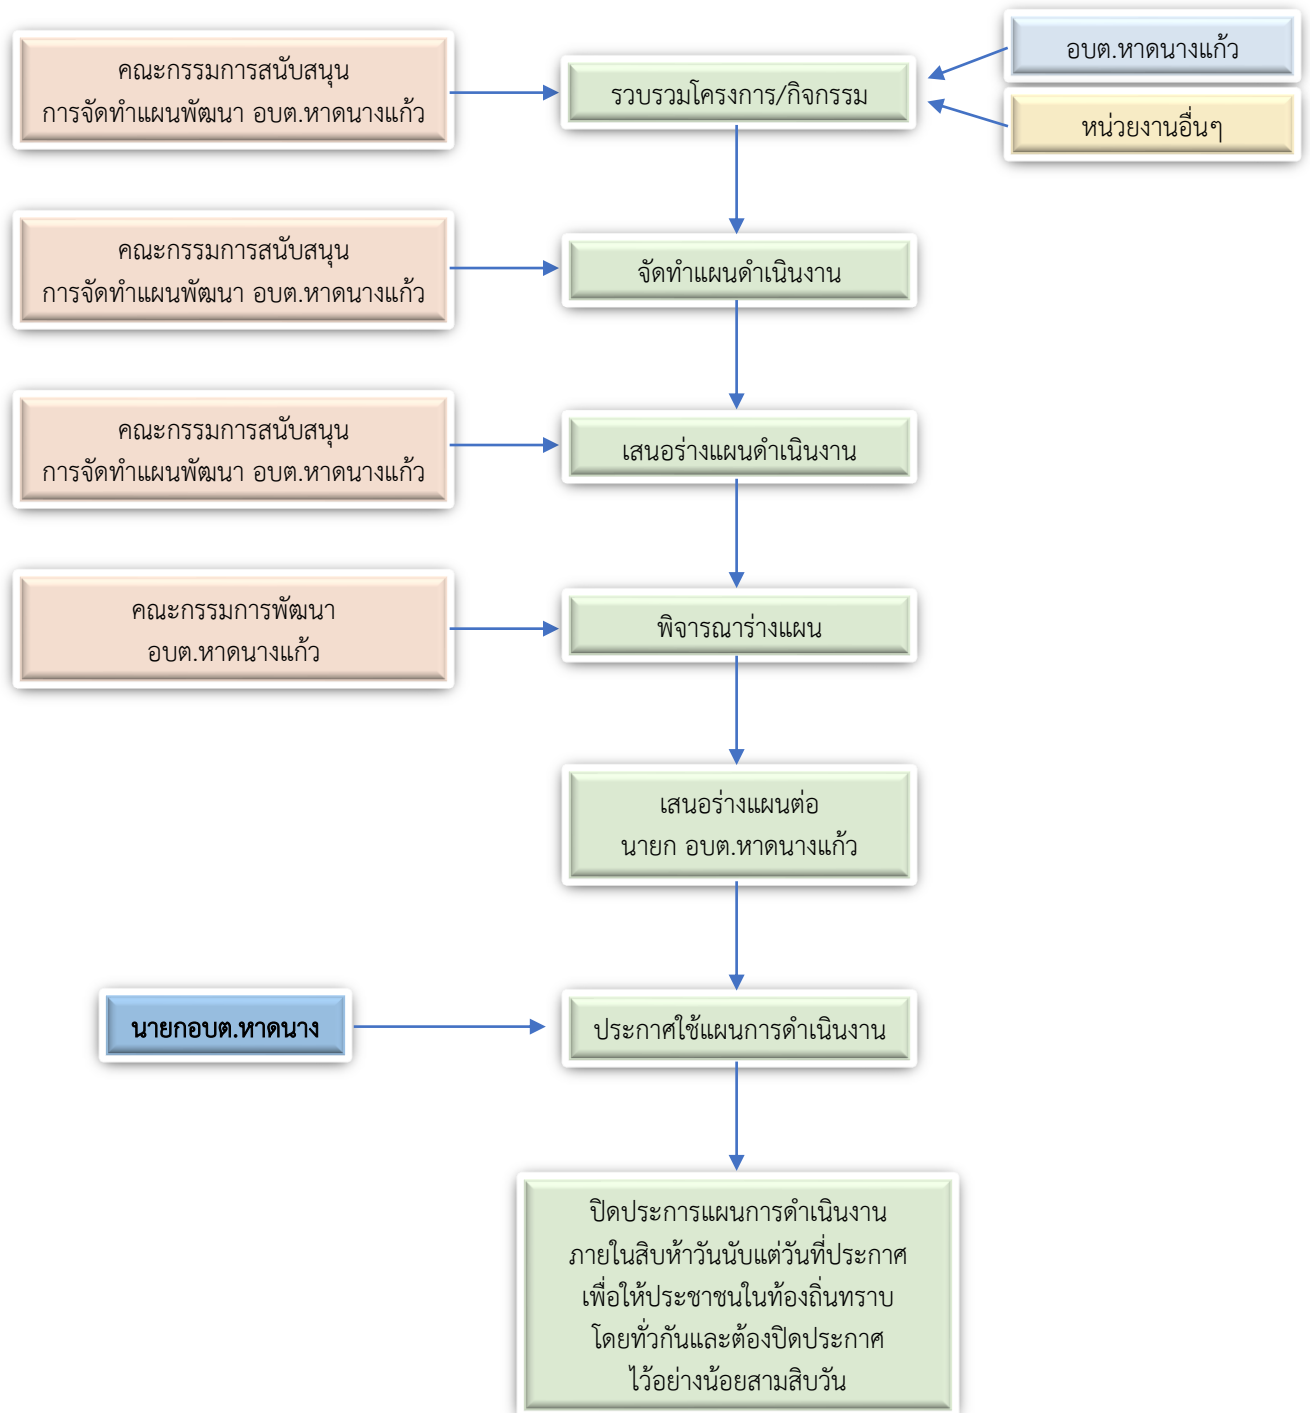 คณะกรรมการสนับสนุน
การจัดทำแผนพัฒนา อบต.หาดนางแก้ว
รวบรวมโครงการ/กิจกรรม
อบต.หาดนางแก้ว
หน่วยงานอื่นๆ
คณะกรรมการสนับสนุน
การจัดทำแผนพัฒนา อบต.หาดนางแก้ว
จัดทำแผนดำเนินงาน
คณะกรรมการสนับสนุน
การจัดทำแผนพัฒนา อบต.หาดนางแก้ว
เสนอร่างแผนดำเนินงาน
คณะกรรมการพัฒนา
อบต.หาดนางแก้ว
พิจารณาร่างแผน
เสนอร่างแผนต่อ
นายก อบต.หาดนางแก้ว
นายกอบต.หาดนาง
ประกาศใช้แผนการดำเนินงาน
ปิดประการแผนการดำเนินงาน
ภายในสิบห้าวันนับแต่วันที่ประกาศ
เพื่อให้ประชาชนในท้องถิ่นทราบ
โดยทั่วกันและต้องปิดประกาศ
ไว้อย่างน้อยสามสิบวัน